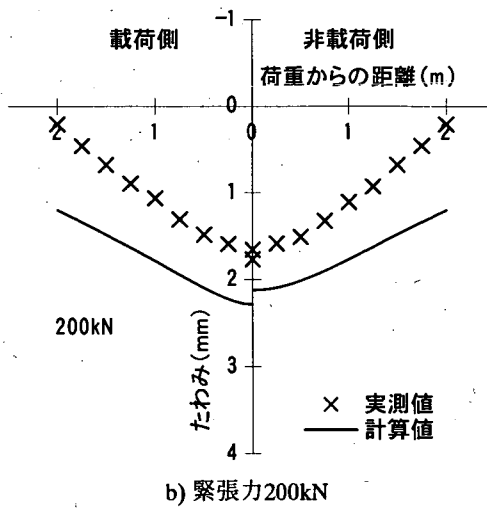 載荷側
非載荷側
荷重からの距離(m)
-1
0
2
1
0
1
2
1
2
3
4
たわみ(mm)
200kN
実測値
計算値
b) 緊張力200kN